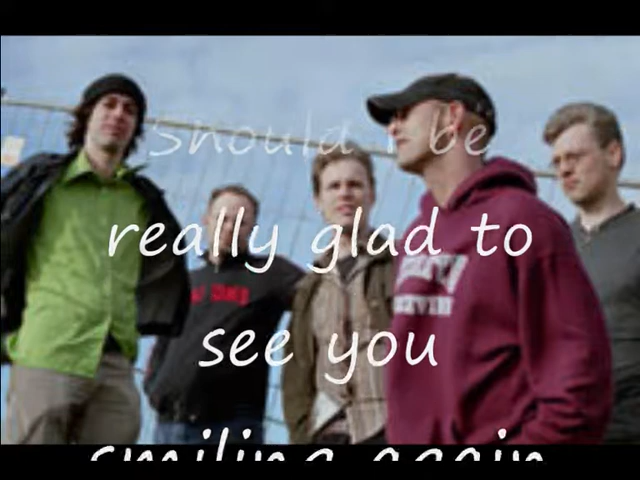 Should I be
really glad to
see you
smiling again